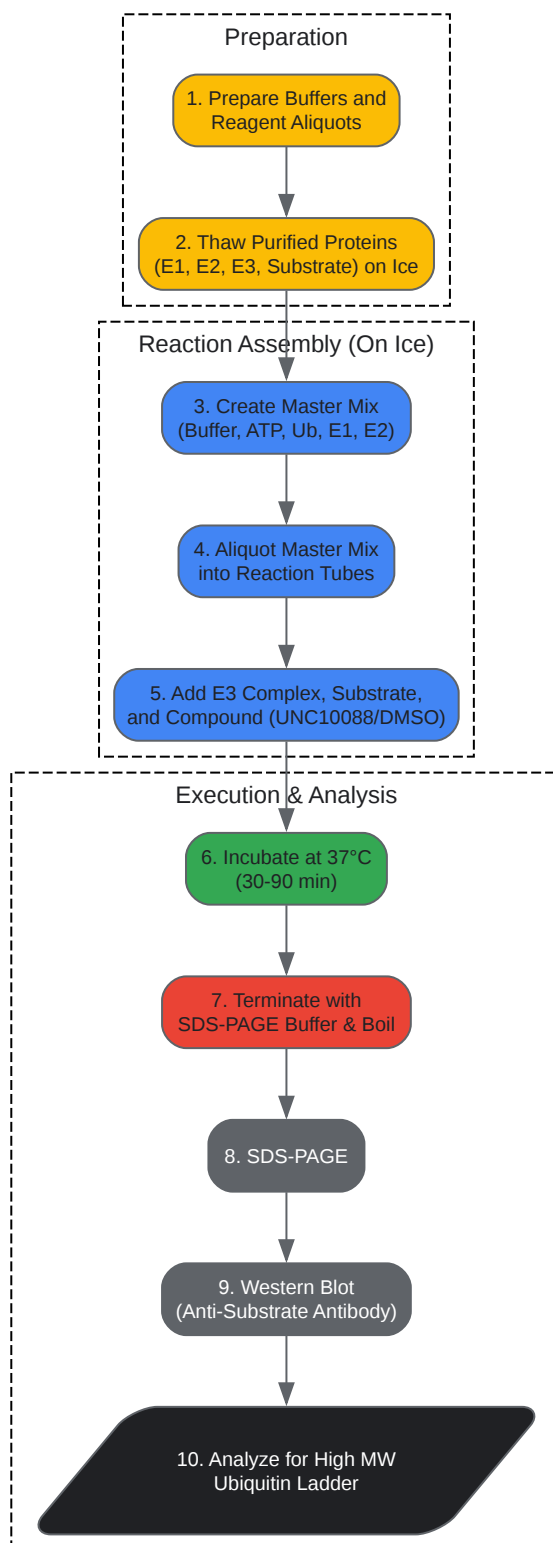 Preparation
1. Prepare Buffers and
Reagent Aliquots
2. Thaw Purified Proteins
(E1, E2, E3, Substrate) on Ice
Reaction Assembly (On Ice)
3. Create Master Mix
(Buffer, ATP, Ub, E1, E2)
4. Aliquot Master Mix
into Reaction Tubes
5. Add E3 Complex, Substrate,
and Compound (UNC10088/DMSO)
Execution & Analysis
6. Incubate at 37°C
(30-90 min)
7. Terminate with
SDS-PAGE Buffer & Boil
8. SDS-PAGE
9. Western Blot
(Anti-Substrate Antibody)
10. Analyze for High MW
Ubiquitin Ladder